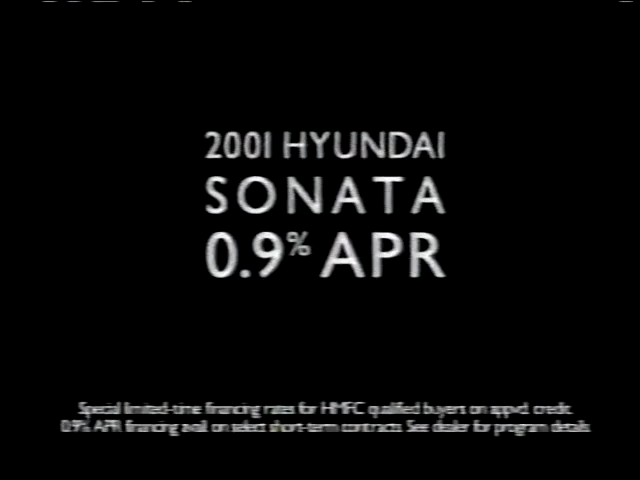 2001 HYUNDAI
SONATA
0.9% APR
Special limited-time financing rates for HMFC qualified buyers on appvd. credit.
0.9% APR financing avail. on select short-term contracts. See dealer for program details.